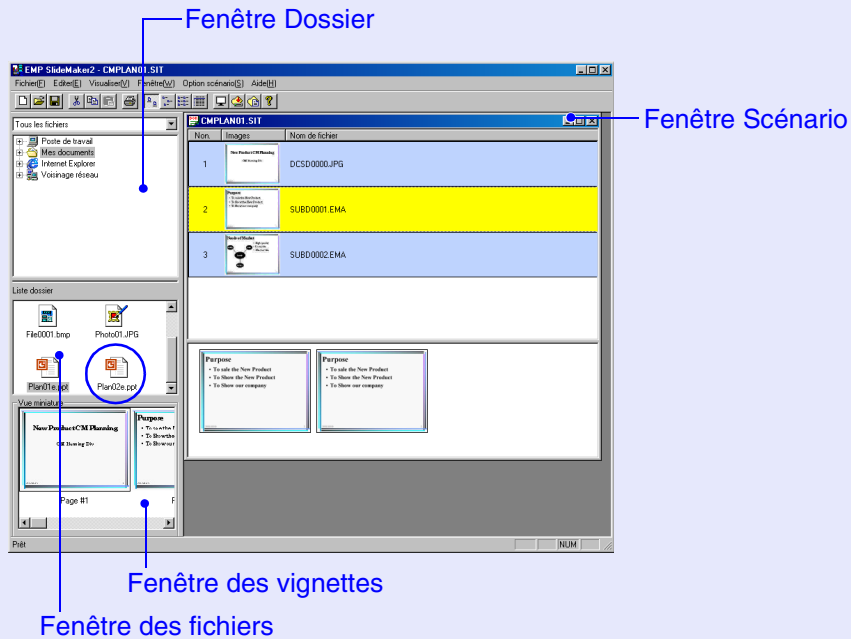 Fenêtre Dossier
EMP SlideMaker2 - CMPLAN01.SIT
Fichier(F) Editer(E) Visualiser(V) Fenêtre(W) Option scénario(S) Aide(H)
Fenêtre Scénario
Tous les fichiers
CMPLAN01.SIT
Non. Images Nom de fichier
Poste de travail
Mes documents
Internet Explorer
Voisinage réseau
1 New Product CM Planning DCSD0000.JPG
2 Purpose SUBD0001.EMA
3 SUBD0002.EMA
Liste dossier
File0001.bmp Photo01.JPG
Plan01e.ppt Plan02e.ppt
Purpose
• To sale the New Product
• To Show the New Product
• To Show our company
Purpose
• To sale the New Product
• To Show the New Product
• To Show our company
Vue miniature
New Product CM Planning
CM Planning Div
Purpose
Page #1 P
Prêt NUM
Fenêtre des vignettes
Fenêtre des fichiers